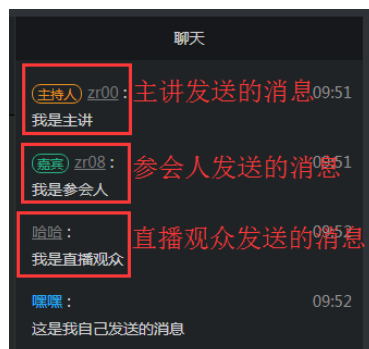 聊天
主持人 zr00： 主讲发送的消息 09:51
我是主讲
嘉宾 zr08： 参会人发送的消息 09:51
我是参会人
哈哈： 直播观众发送的消息 09:52
我是直播观众
嘿嘿： 09:52
这是我自己发送的消息